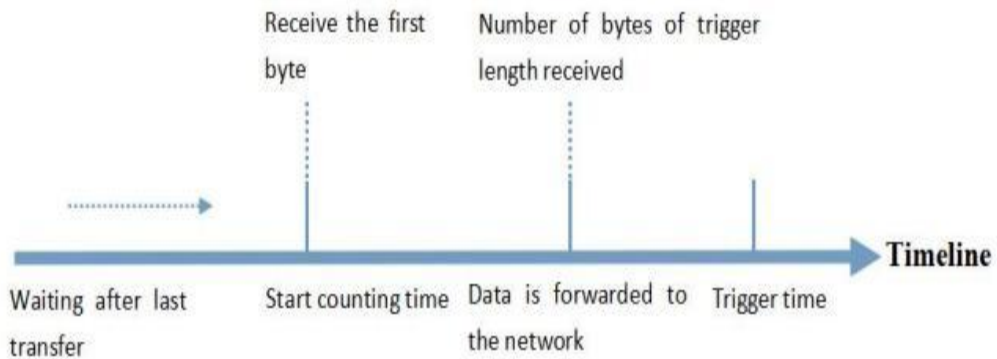 Receive the first
byte
Number of bytes of trigger
length received
Timeline
Waiting after last
transfer
Start counting time
Data is forwarded to
the network
Trigger time